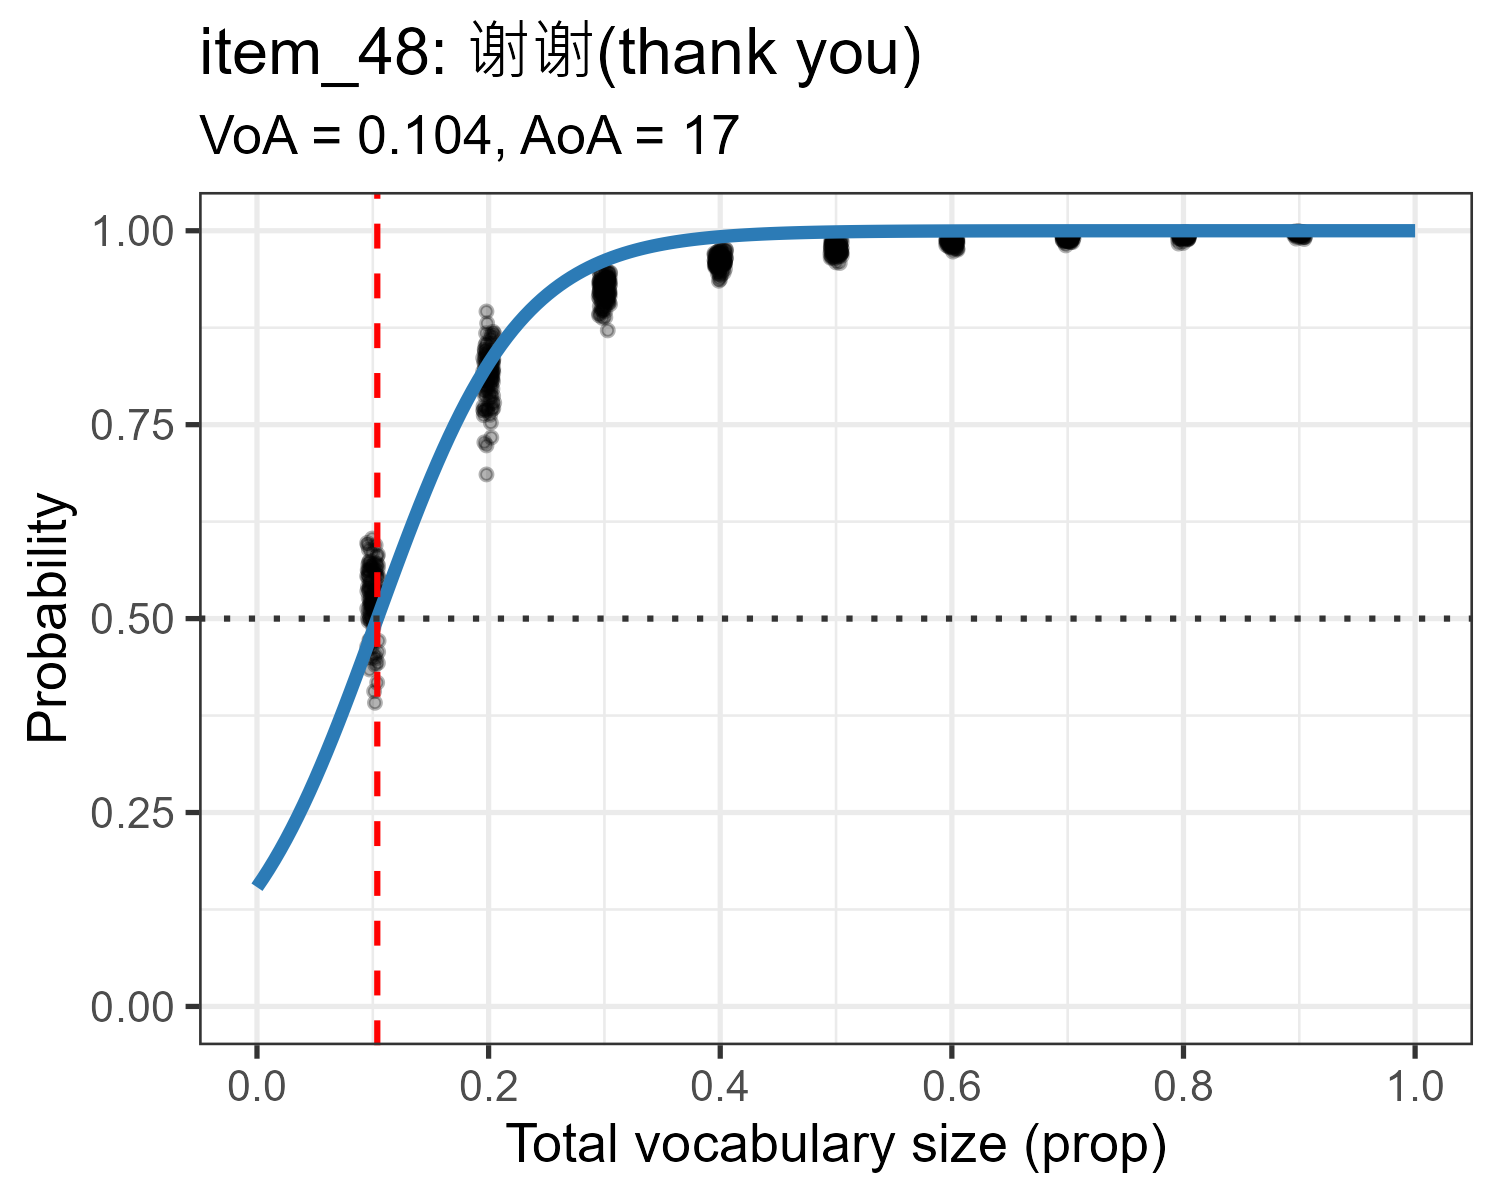 item_48: 谢谢(thank you)
VoA = 0.104, AoA = 17
1.00
0.75
0.50
0.25
0.00
Probability
0.0 0.2 0.4 0.6 0.8 1.0
Total vocabulary size (prop)